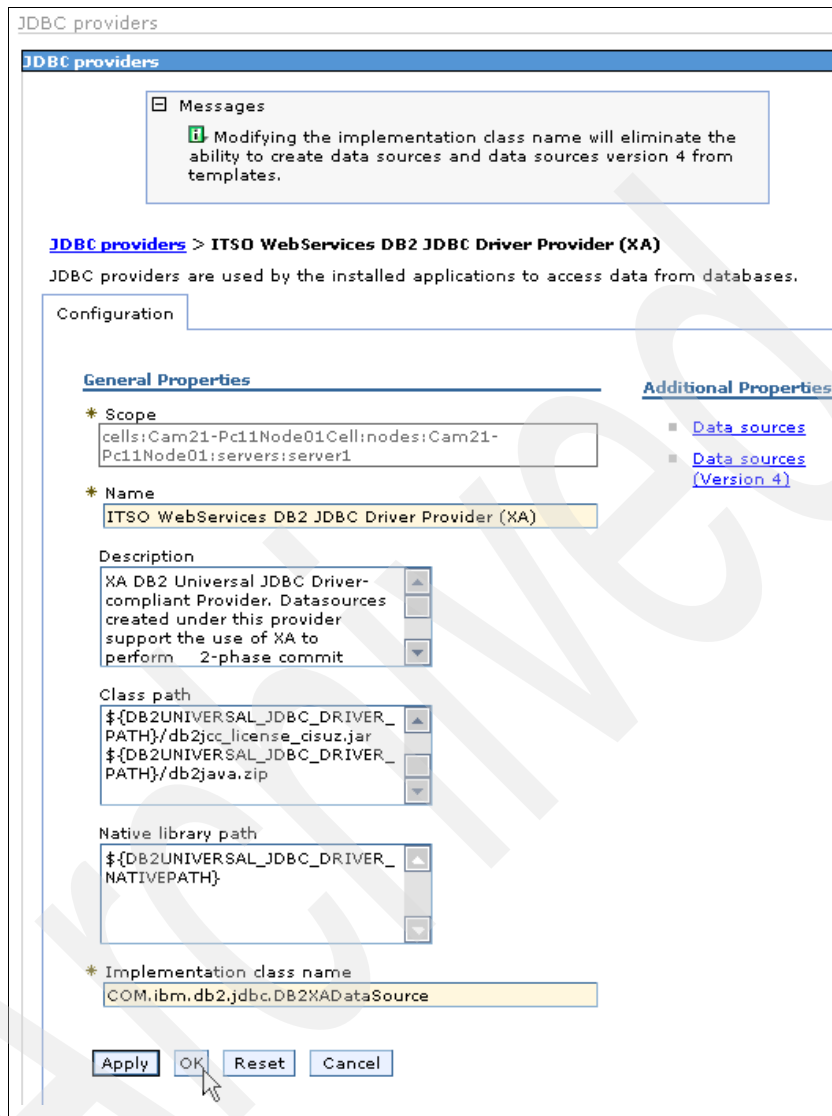 JDBC providers
JDBC providers
Messages
Modifying the implementation class name will eliminate the
ability to create data sources and data sources version 4 from
templates.
JDBC providers > ITSO WebServices DB2 JDBC Driver Provider (XA)
JDBC providers are used by the installed applications to access data from databases.
Configuration
General Properties
* Scope
cells:Cam21-Pc11Node01Cell:nodes:Cam21-
Pc11Node01:servers:server1
* Name
ITSO WebServices DB2 JDBC Driver Provider (XA)
Description
XA DB2 Universal JDBC Driver-
compliant Provider. Datasources
created under this provider
support the use of XA to
perform 2-phase commit
Class path
${DB2UNIVERSAL_JDBC_DRIVER_
PATH}/db2jcc_license_cisuz.jar
${DB2UNIVERSAL_JDBC_DRIVER_
PATH}/db2java.zip
Native library path
${DB2UNIVERSAL_JDBC_DRIVER_
NATIVEPATH}
* Implementation class name
COM.ibm.db2.jdbc.DB2XADataSource
Apply OK Reset Cancel
Additional Properties
Data sources
Data sources
(Version 4)
Archived